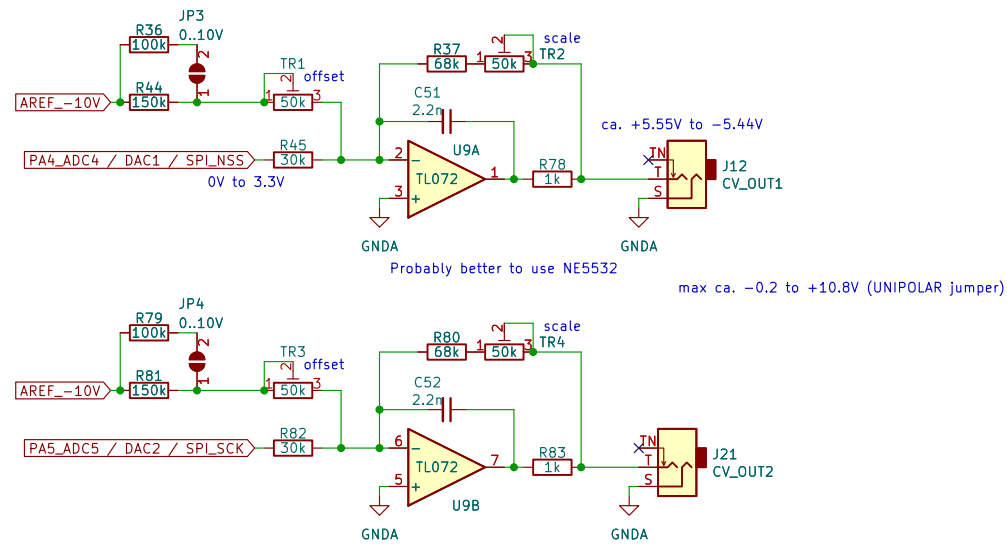 JP3
R36
0..10V
100k
2
1
R44
150k
AREF_-10V
TR1
offset
2
1
3
50k
R45
30k
PA4_ADC4 / DAC1 / SPI_NSS
0V to 3.3V
scale
R37
68k
2
1
3
TR2
50k
C51
2.2n
U9A
2
3
1
TL072
R78
1k
GNDA
ca. +5.55V to -5.44V
TN
T
S
J12
CV_OUT1
GNDA
Probably better to use NE5532
max ca. -0.2 to +10.8V (UNIPOLAR jumper)
JP4
R79
0..10V
100k
2
1
R81
150k
AREF_-10V
TR3
offset
2
1
3
50k
R82
30k
PA5_ADC5 / DAC2 / SPI_SCK
scale
R80
68k
2
1
3
TR4
50k
C52
2.2n
6
5
7
TL072
U9B
R83
1k
GNDA
TN
T
S
J21
CV_OUT2
GNDA